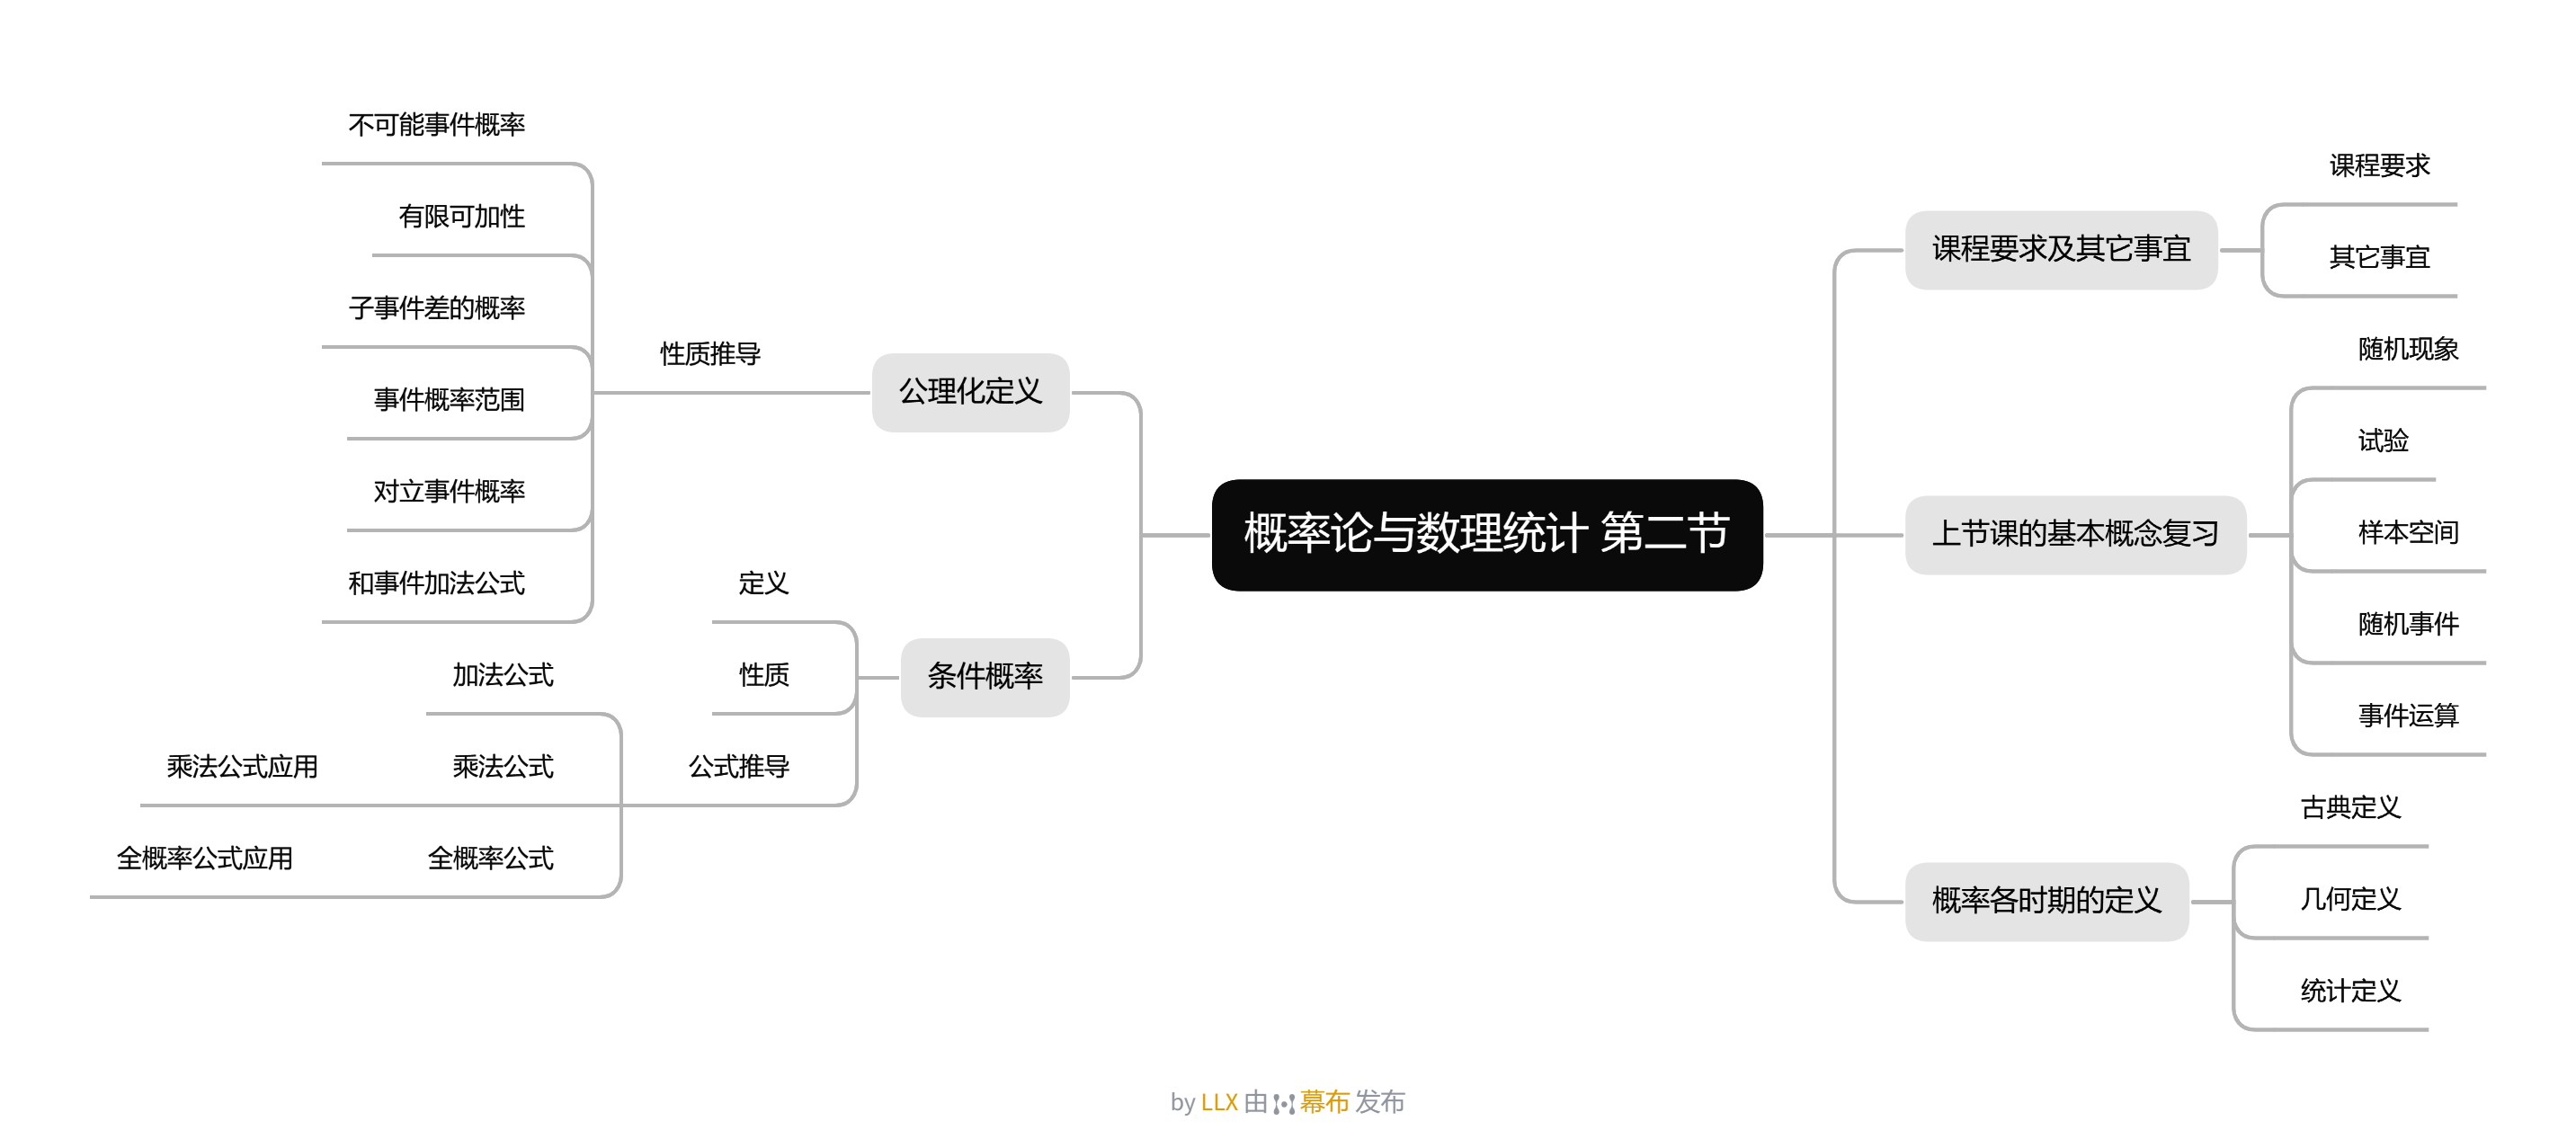 概率论与数理统计 第二节
课程要求及其它事宜
课程要求
其它事宜
上节课的基本概念复习
随机现象
试验
样本空间
随机事件
事件运算
概率各时期的定义
古典定义
几何定义
统计定义
公理化定义
性质推导
不可能事件概率
有限可加性
子事件差的概率
事件概率范围
对立事件概率
和事件加法公式
条件概率
定义
性质
公式推导
加法公式
乘法公式
乘法公式应用
全概率公式
全概率公式应用
by LLX 由 幕布 发布